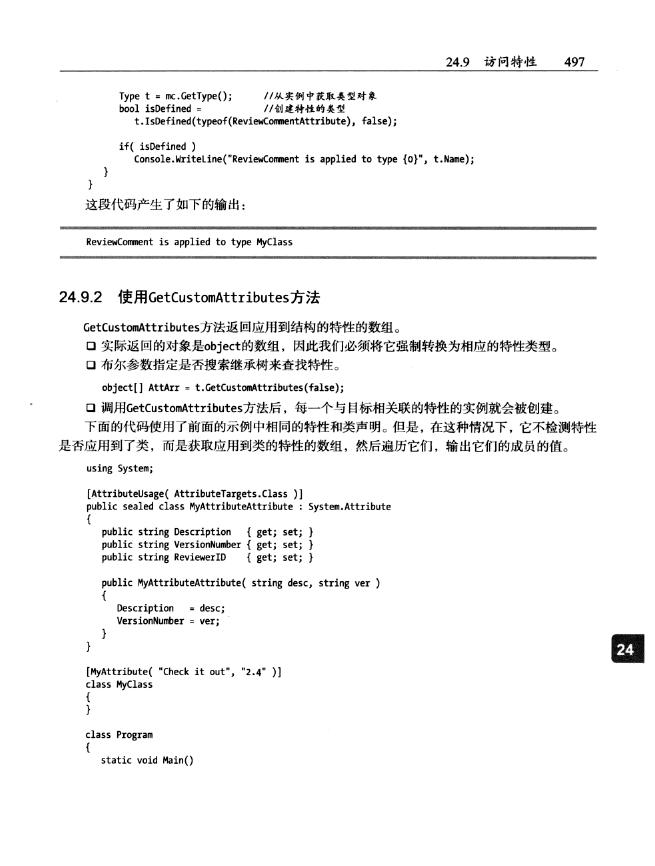 24.9 访问特性 497
Type t = mc.GetType(); //从实例中获取类型对象
bool isDefined = //创建特性的类型
t.IsDefined(typeof(ReviewCommentAttribute), false);
if( isDefined )
Console.WriteLine("ReviewComment is applied to type {0}", t.Name);
}
}
这段代码产生了如下的输出：
ReviewComment is applied to type MyClass
24.9.2 使用GetCustomAttributes方法
GetCustomAttributes方法返回应用到结构的特性的数组。
❑ 实际返回的对象是object的数组，因此我们必须将它强制转换为相应的特性类型。
❑ 布尔参数指定是否搜索继承树来查找特性。
object[] AttArr = t.GetCustomAttributes(false);
❑ 调用GetCustomAttributes方法后，每一个与目标相关联的特性的实例就会被创建。
下面的代码使用了前面的示例中相同的特性和类声明。但是，在这种情况下，它不检测特性
是否应用到了类，而是获取应用到类的特性的数组，然后遍历它们，输出它们的成员的值。
using System;
[AttributeUsage( AttributeTargets.Class )]
public sealed class MyAttributeAttribute : System.Attribute
{
public string Description { get; set; }
public string VersionNumber { get; set; }
public string ReviewerID { get; set; }
public MyAttributeAttribute( string desc, string ver )
{
Description = desc;
VersionNumber = ver;
}
}
24
[MyAttribute( "Check it out", "2.4" )]
class MyClass
{
}
class Program
{
static void Main()